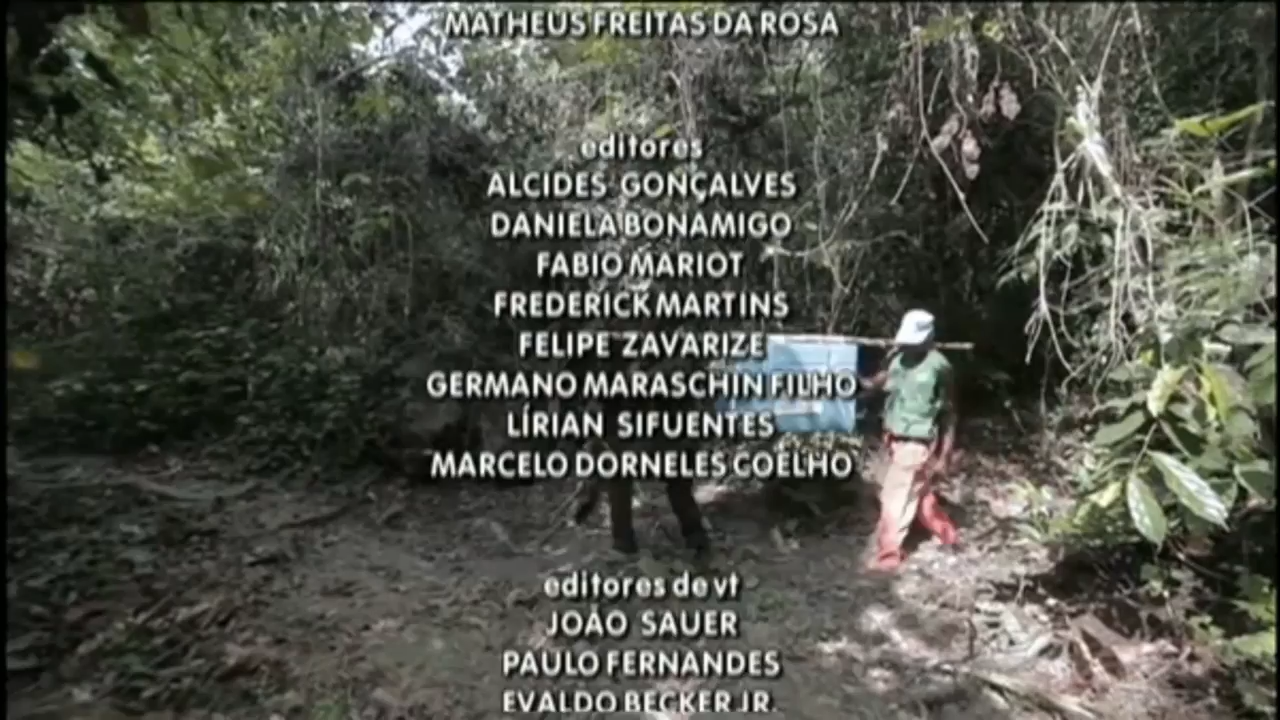 MATHEUS FREITAS DA ROSA
editores
ALCIDES GONÇALVES
DANIELA BONAMIGO
FABIO MARIOT
FREDERICK MARTINS
FELIPE ZAVARIZE
GERMANO MARASCHIN FILHO
LÍRIAN SIFUENTES
MARCELO DORNELES COELHO
editores de vt
JOÃO SAUER
PAULO FERNANDES
EVALDO BECKER JR.